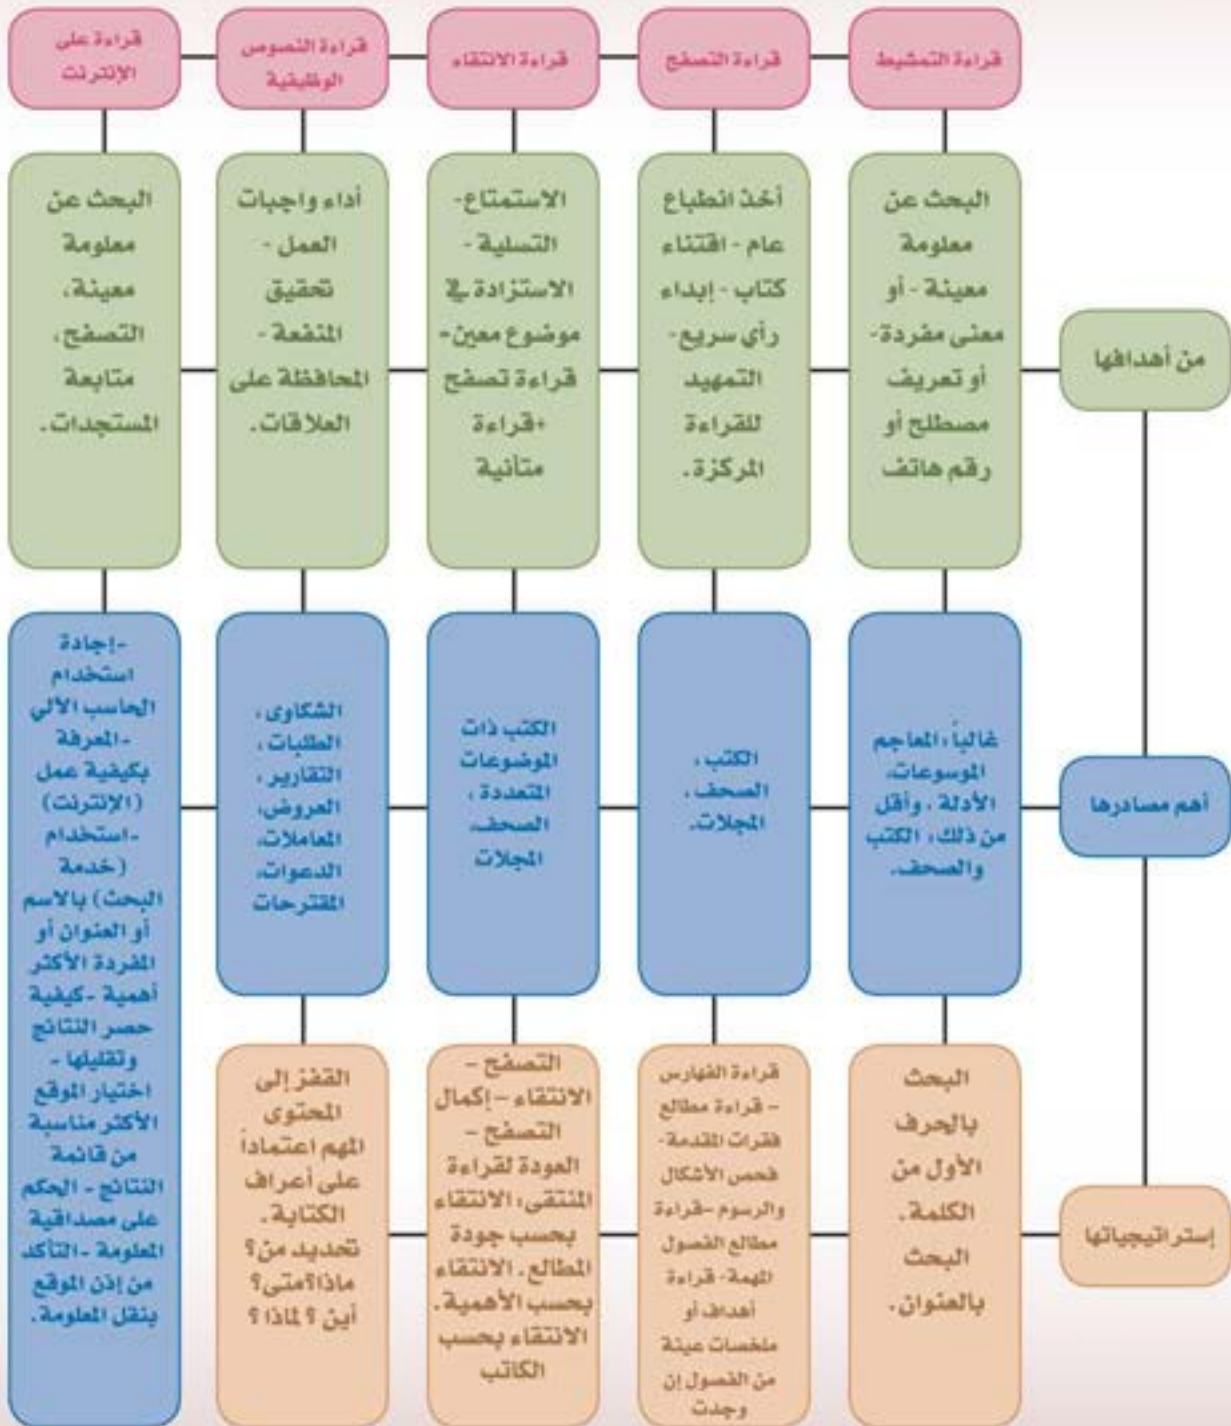 قراءة التمشيط
قراءة التصفح
قراءة الانتقاء
قراءة النصوص
الوظيفية
قراءة على
الإنترنت
من أهدافها
البحث عن
معلومة
معينة - أو
معنى مفردة-
أو تعريف
مصطلح أو
رقم هاتف
أخذ انطباع
عام - اقتناء
كتاب - إبداء
رأي سريع-
التمهيد
للقراءة
المركزة.
الاستمتاع-
التسلية -
الاستزادة في
موضوع معين=
قراءة تصفح
+قراءة
متأنية
أداء واجبات
العمل -
تحقيق
المنفعة -
المحافظة على
العلاقات.
البحث عن
معلومة
معينة،
التصفح،
متابعة
المستجدات.
أهم مصادرها
غالباً، المعاجم
الموسوعات،
الأدلة ، وأقل
من ذلك، الكتب
والصحف.
الكتب ،
الصحف،
المجلات.
الكتب ذات
الموضوعات
المتعددة ،
الصحف،
المجلات
الشكاوى ،
الطلبات ،
التقارير ،
العروض،
المعاملات،
الدعوات،
المقترحات
-إجادة
استخدام
الحاسب الآلي
-المعرفة
بكيفية عمل
(الإنترنت)
-استخدام
(خدمة
البحث) بالاسم
أو العنوان أو
المفردة الأكثر
أهمية -كيفية
حصر النتائج
وتقليلها -
اختيار الموقع
الأكثر مناسبة
من قائمة
النتائج - الحكم
على مصداقية
المعلومة -التأكد
من إذن الموقع
بنقل المعلومة.
إستراتيجياتها
البحث
بالحرف
الأول من
الكلمة.
البحث
بالعنوان.
قراءة الفهارس
– قراءة مطالع
فقرات المقدمة-
فحص الأشكال
والرسوم –قراءة
مطالع الفصول
المهمة- قراءة
أهداف أو
ملخصات عينة
من الفصول إن
وجدت
التصفح –
الانتقاء –إكمال
التصفح –
العودة لقراءة
المنتقى، الانتقاء
بحسب جودة
المطالع. الانتقاء
بحسب الأهمية.
الانتقاء بحسب
الكاتب
القفز إلى
المحتوى
المهم اعتماداً
على أعراف
الكتابة.
تحديد من؟
ماذا؟متى؟
أين ؟ لماذا ؟